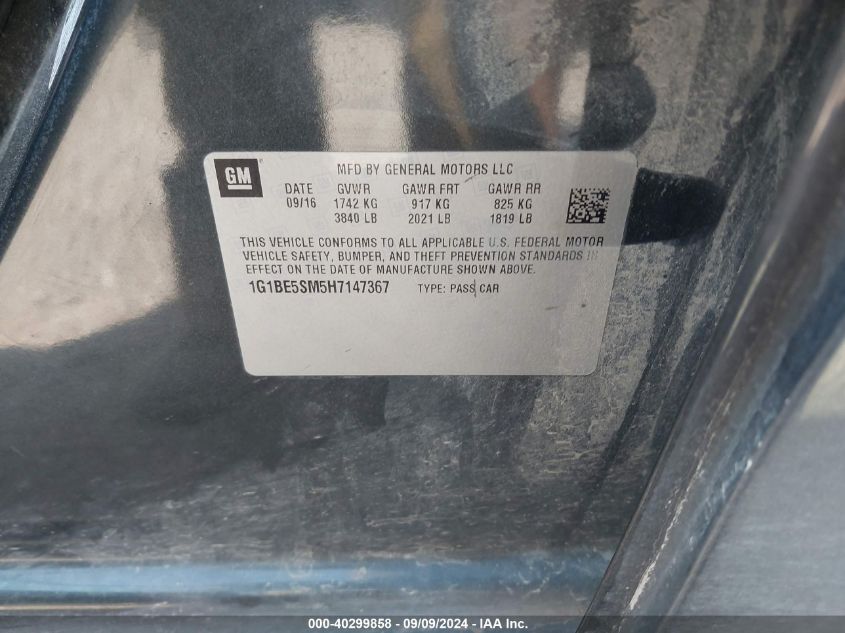 GM MFD BY GENERAL MOTORS LLC
DATE GVWR GAWR FRT GAWR RR
09/16 1742 KG 917 KG 825 KG
3840 LB 2021 LB 1819 LB
THIS VEHICLE CONFORMS TO ALL APPLICABLE U.S. FEDERAL MOTOR
VEHICLE SAFETY, BUMPER, AND THEFT PREVENTION STANDARDS IN
EFFECT ON THE DATE OF MANUFACTURE SHOWN ABOVE.
1G1BE5SM5H7147367 TYPE: PASS CAR
000-40299858 - 09/09/2024 - IAA Inc.